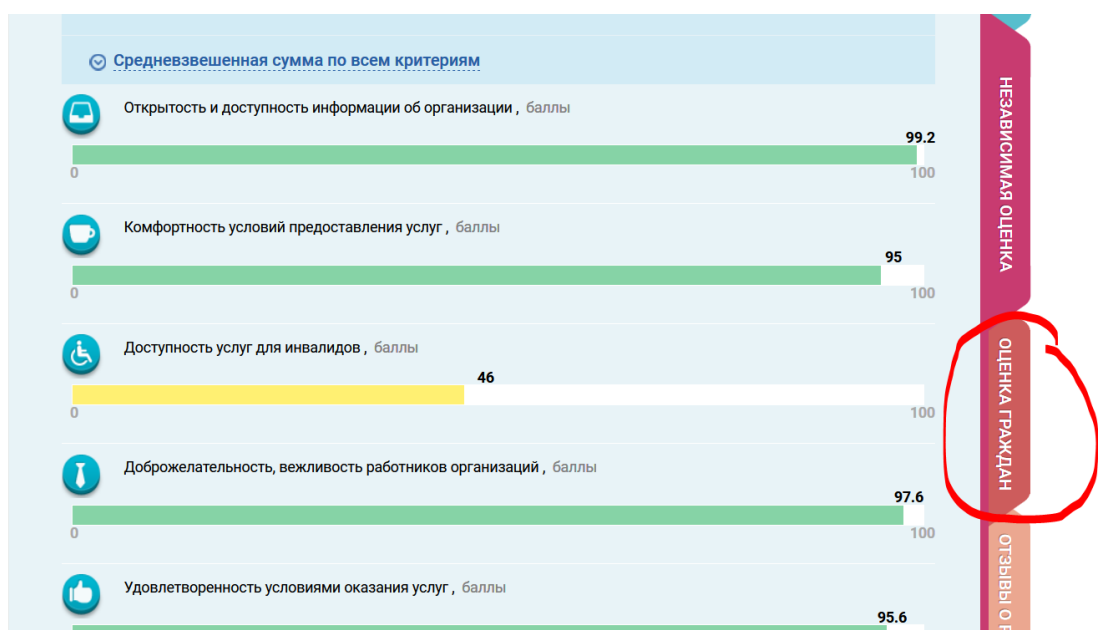 Средневзвешенная сумма по всем критериям
Открытость и доступность информации об организации , баллы
99.2
0 100
Комфортность условий предоставления услуг , баллы
95
0 100
Доступность услуг для инвалидов , баллы
46
0 100
Доброжелательность, вежливость работников организаций , баллы
97.6
0 100
Удовлетворенность условиями оказания услуг , баллы
95.6
НЕЗАВИСИМАЯ ОЦЕНКА
ОЦЕНКА ГРАЖДАН
ОТЗЫВЫ О